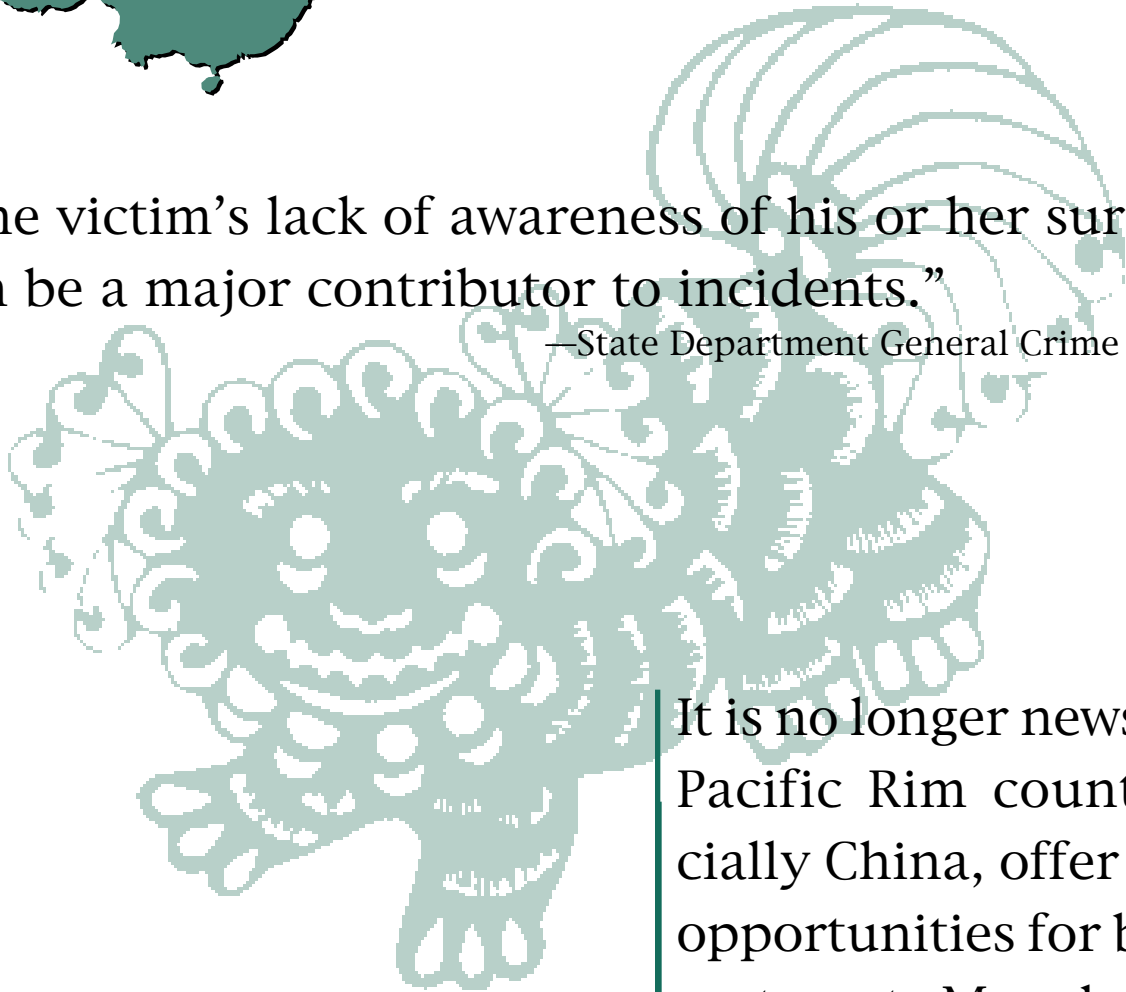 he victim’s lack of awareness of his or her sur
n be a major contributor to incidents.”
—State Department General Crime
It is no longer news
Pacific Rim count
cially China, offer
opportunities for b